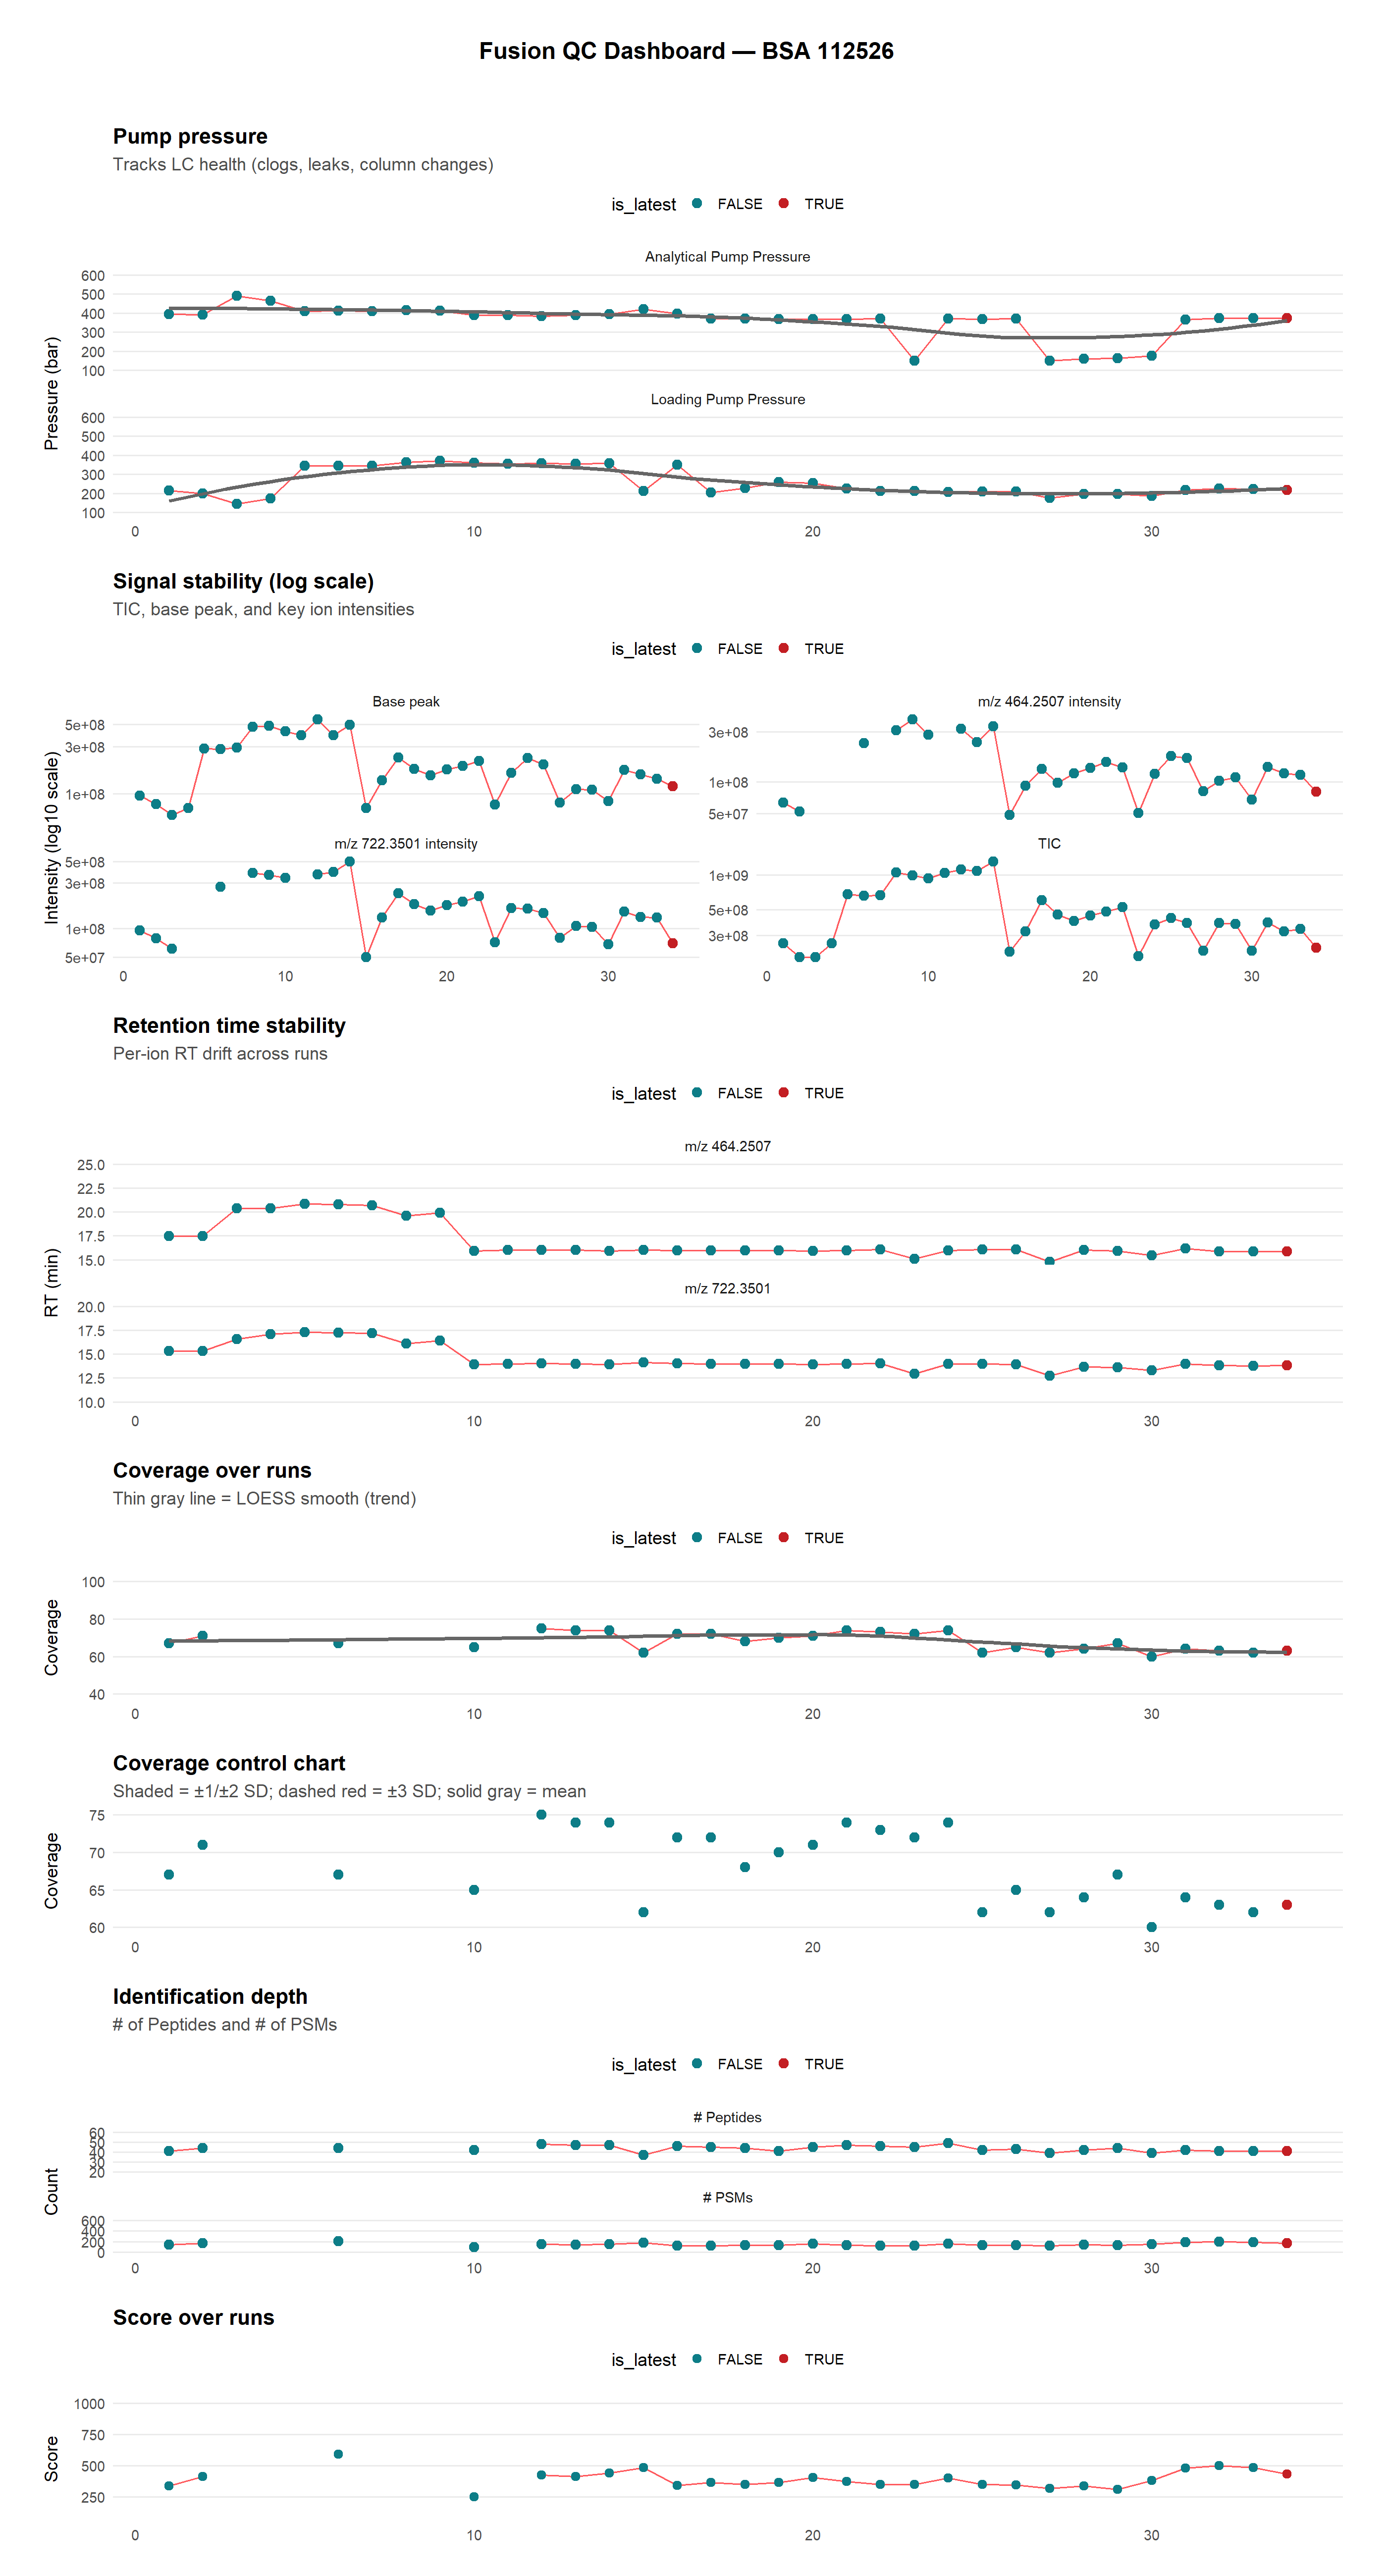 Fusion QC Dashboard — BSA 112526
Pump pressure
Tracks LC health (clogs, leaks, column changes)
is_latest FALSE TRUE
Analytical Pump Pressure
600
500
400
300
200
100
Pressure (bar)
Loading Pump Pressure
600
500
400
300
200
100
0 10 20 30
Signal stability (log scale)
TIC, base peak, and key ion intensities
is_latest FALSE TRUE
Base peak
5e+08
3e+08
1e+08
m/z 464.2507 intensity
3e+08
1e+08
5e+07
Intensity (log10 scale)
m/z 722.3501 intensity
5e+08
3e+08
1e+08
5e+07
0 10 20 30
TIC
1e+09
5e+08
3e+08
0 10 20 30
Retention time stability
Per-ion RT drift across runs
is_latest FALSE TRUE
m/z 464.2507
25.0
22.5
20.0
17.5
15.0
RT (min)
m/z 722.3501
20.0
17.5
15.0
12.5
10.0
0 10 20 30
Coverage over runs
Thin gray line = LOESS smooth (trend)
is_latest FALSE TRUE
100
80
60
40
Coverage
0 10 20 30
Coverage control chart
Shaded = ±1/±2 SD; dashed red = ±3 SD; solid gray = mean
75
70
65
60
Coverage
0 10 20 30
Identification depth
# of Peptides and # of PSMs
is_latest FALSE TRUE
# Peptides
60
50
40
30
20
Count
# PSMs
600
400
200
0
0 10 20 30
Score over runs
is_latest FALSE TRUE
1000
750
500
250
Score
0 10 20 30